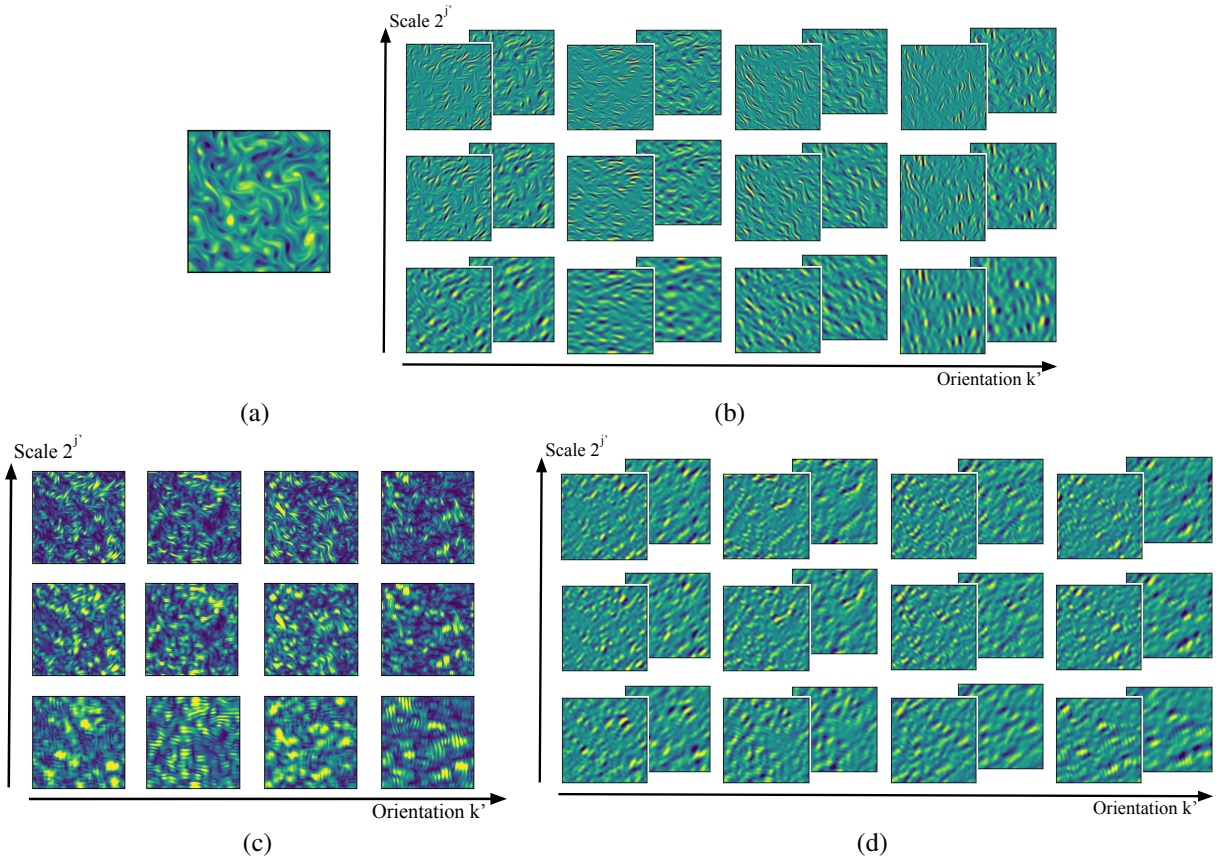 Scale 2^j'
Orientation k’
(a)
(b)
Scale 2^j'
Orientation k’
(c)
Scale 2^j'
Orientation k’
(d)